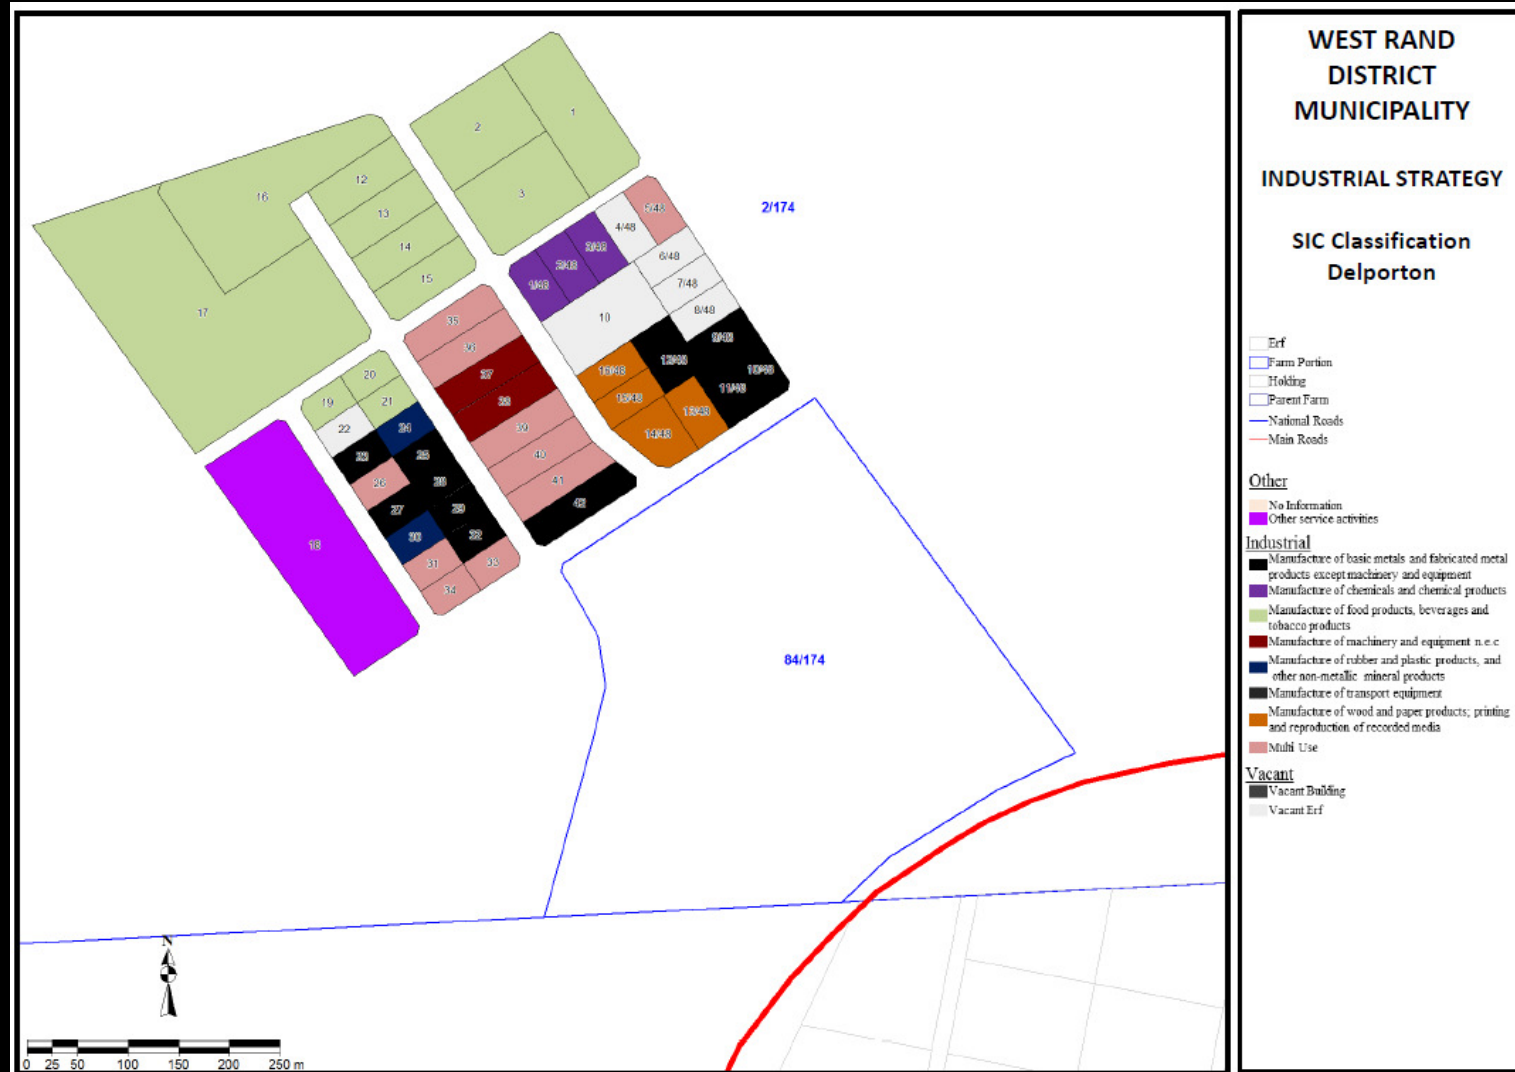 WEST RAND
DISTRICT
MUNICIPALITY
INDUSTRIAL STRATEGY
SIC Classification
Delporton
Erf
Farm Portion
Holding
Parent Farm
National Roads
Main Roads
Other
No Information
Other service activities
Industrial
Manufacture of basic metals and fabricated metal
products except machinery and equipment
Manufacture of chemicals and chemical products
Manufacture of food products, beverages and
tobacco products
Manufacture of machinery and equipment n.e.c
Manufacture of rubber and plastic products, and
other non-metallic mineral products
Manufacture of transport equipment
Manufacture of wood and paper products; printing
and reproduction of recorded media
Multi Use
Vacant
Vacant Building
Vacant Erf
1
2
3
12
16
13
14
15
17
2/174
5/48
4/48
3/48
2/48
1/48
6/48
7/48
8/48
10
9/48
12/48
10/48
11/48
16/48
15/48
13/48
14/48
35
36
37
38
39
40
41
42
20
19
21
22
24
23
25
26
28
27
29
30
32
31
33
34
18
84/174
N
0 25 50 100 150 200 250 m